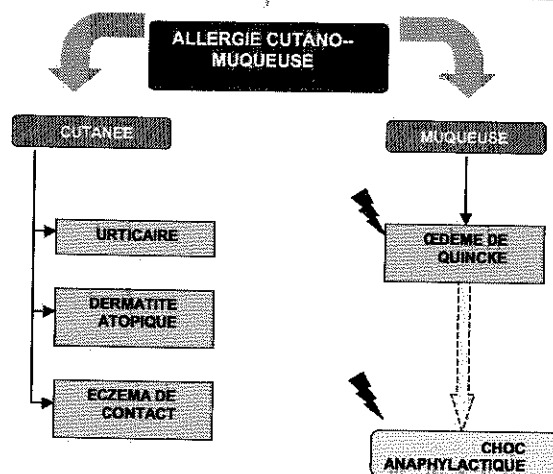 ALLERGIE CUTANO--
MUQUEUSE
CUTANEE
MUQUEUSE
URTICAIRE
ŒDEME DE
QUINCKE
DERMATITE
ATOPIQUE
ECZEMA DE
CONTACT
CHOC
ANAPHYLACTIQUE